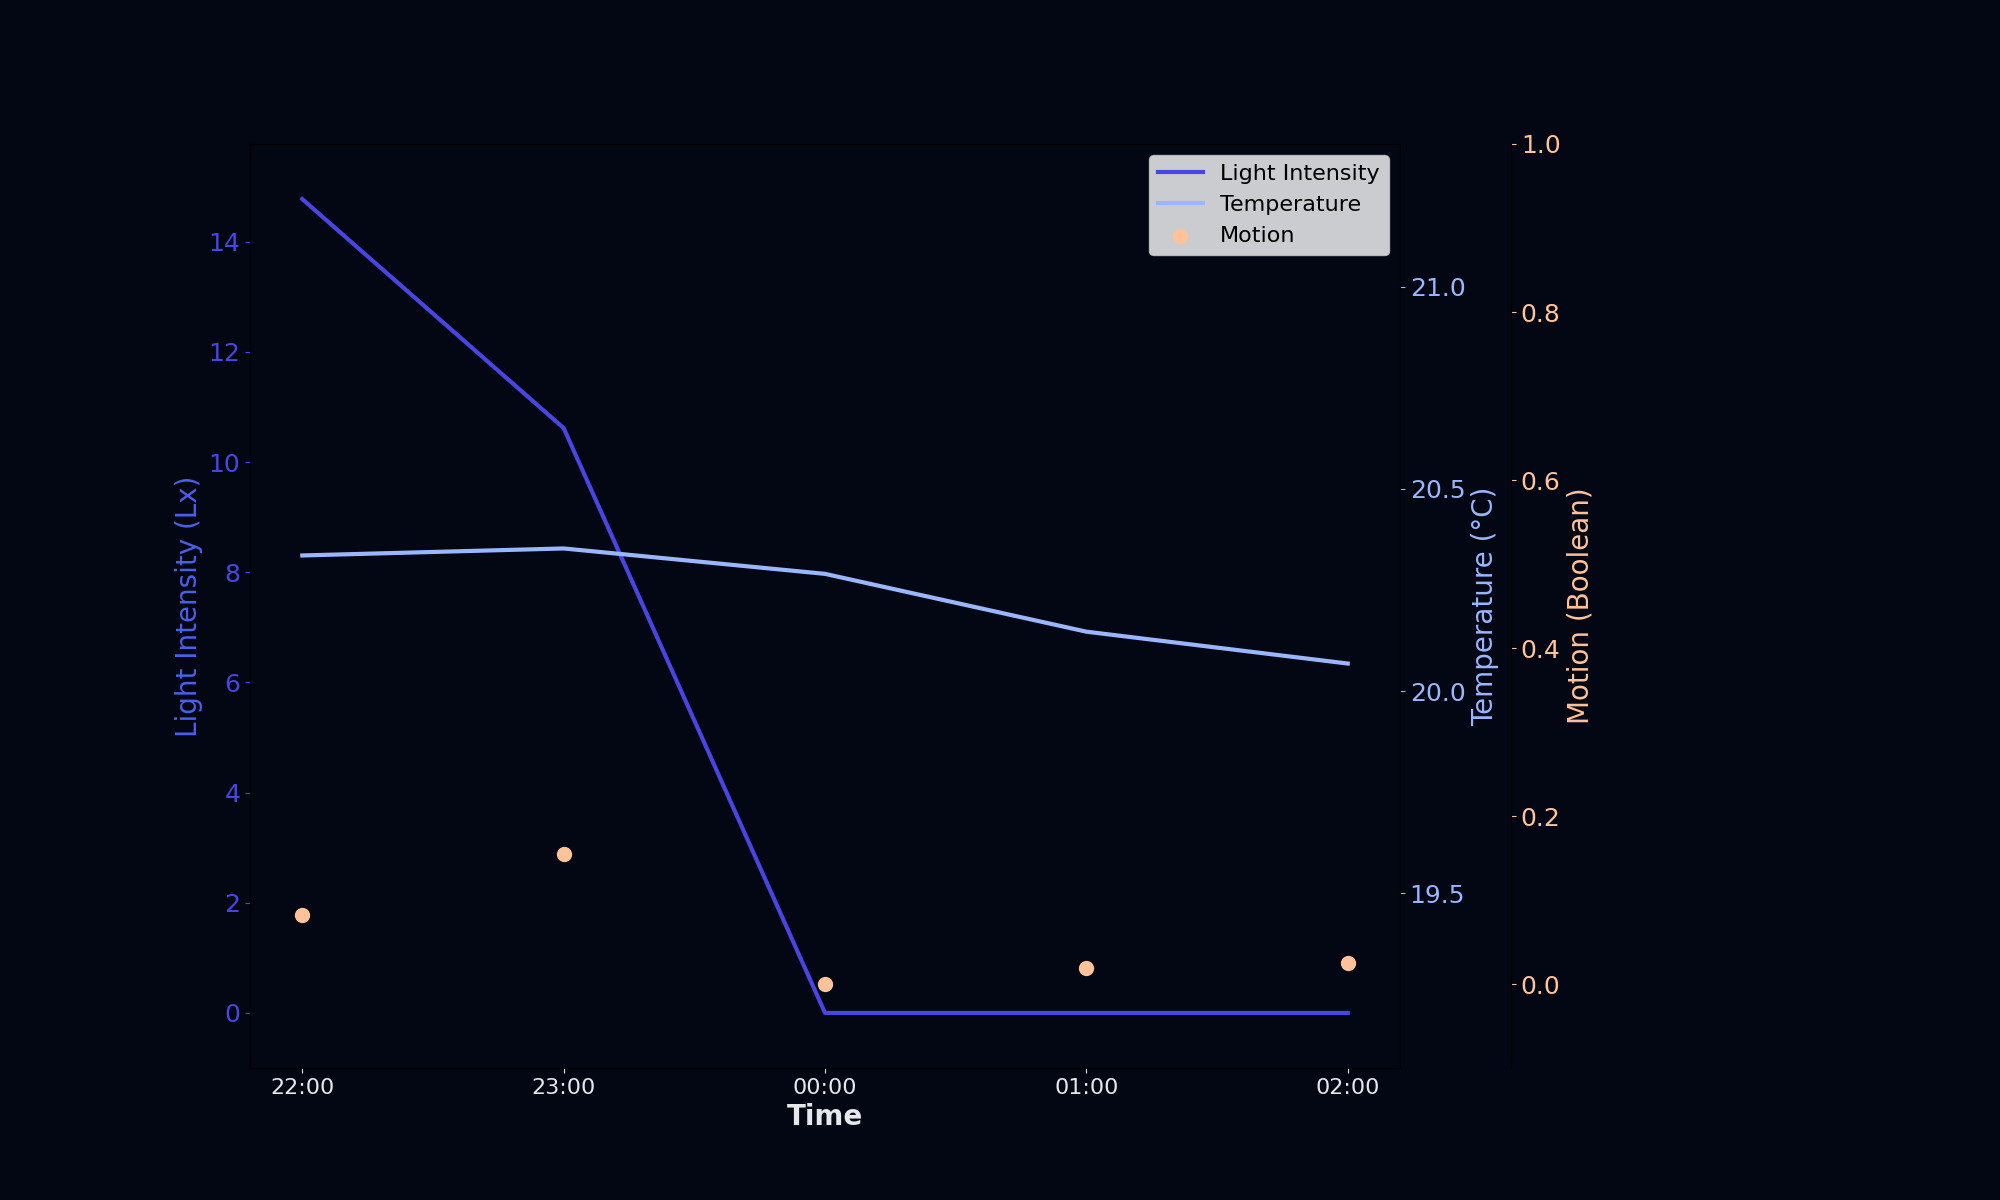 Light Intensity
Temperature
Motion
Light Intensity (Lx)
14
12
10
8
6
4
2
0
21.0
20.5
20.0
19.5
Temperature (°C)
1.0
0.8
0.6
0.4
0.2
0.0
Motion (Boolean)
22:00 23:00 00:00 01:00 02:00
Time